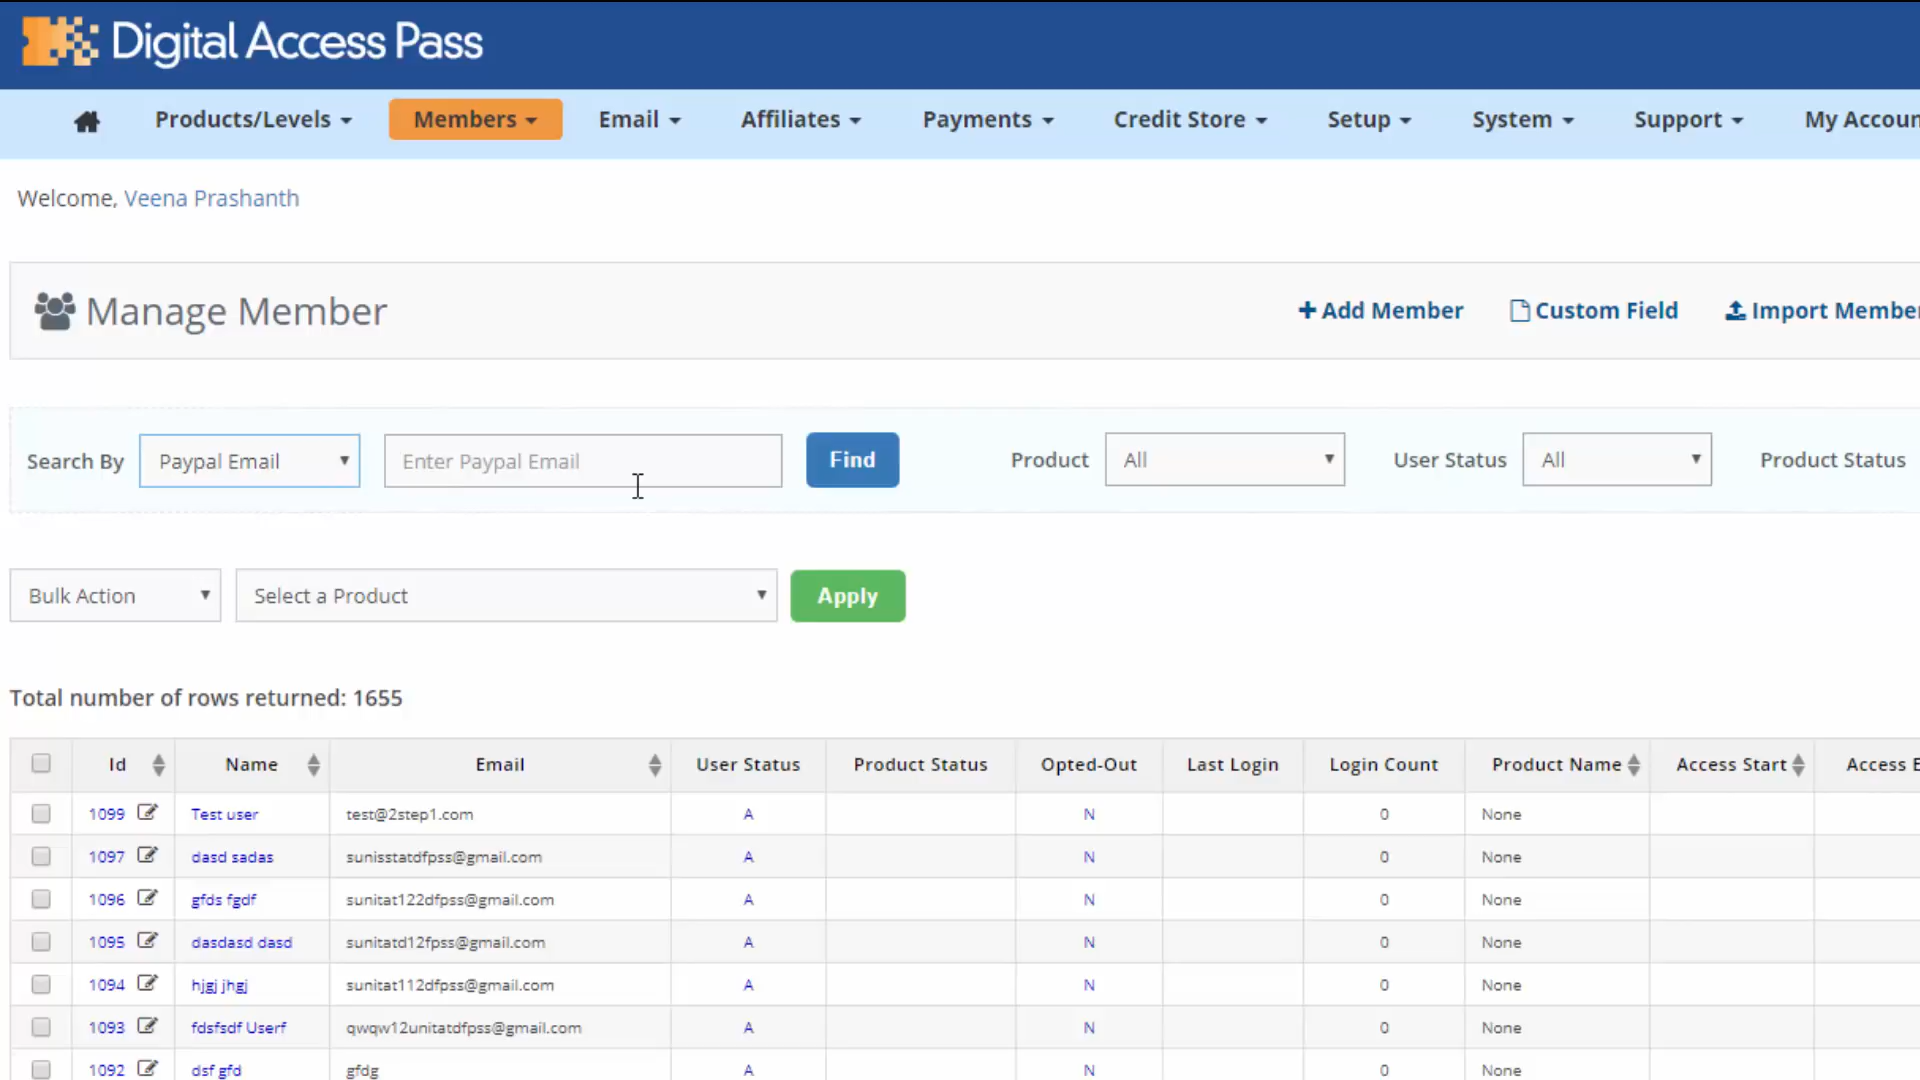 Digital Access Pass
Products/Levels Members Email Affiliates Payments Credit Store Setup System Support My Accoun
Welcome, Veena Prashanth
Manage Member + Add Member Custom Field Import Member
Search By Paypal Email Enter Paypal Email Find Product All User Status All Product Status
Bulk Action Select a Product Apply
Total number of rows returned: 1655
Id Name Email User Status Product Status Opted-Out Last Login Login Count Product Name Access Start Access E
1099 Test user test@2step1.com A N 0 None
1097 dasd sadas sunisstatdfpss@gmail.com A N 0 None
1096 gfds fgdf sunitat122dfpss@gmail.com A N 0 None
1095 dasdasd dasd sunitatd12fpss@gmail.com A N 0 None
1094 hjgj jhgj sunitat112dfpss@gmail.com A N 0 None
1093 fdsfsdf Userf qwqw12unitatdfpss@gmail.com A N 0 None
1092 dsf gfd gfdg A N 0 None